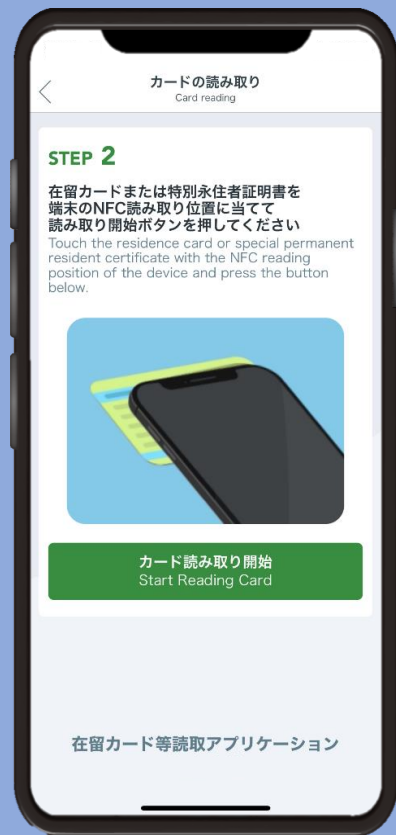 カードの読み取り
Card reading
STEP 2
在留カードまたは特別永住者証明書を
端末のNFC読み取り位置に当てて
読み取り開始ボタンを押してください
Touch the residence card or special permanent
resident certificate with the NFC reading
position of the device and press the button
below.
カード読み取り開始
Start Reading Card
在留カード等読取アプリケーション